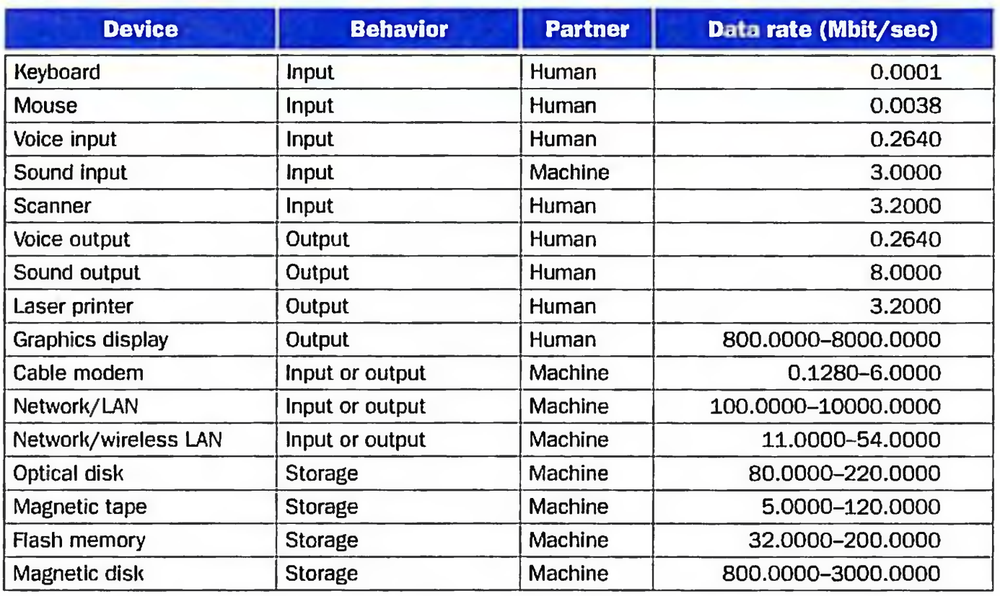 Device Behavior Partner Data rate (Mbit/sec)
Keyboard Input Human 0.0001
Mouse Input Human 0.0038
Voice input Input Human 0.2640
Sound input Input Machine 3.0000
Scanner Input Human 3.2000
Voice output Output Human 0.2640
Sound output Output Human 8.0000
Laser printer Output Human 3.2000
Graphics display Output Human 800.0000–8000.0000
Cable modem Input or output Machine 0.1280–6.0000
Network/LAN Input or output Machine 100.0000–10000.0000
Network/wireless LAN Input or output Machine 11.0000–54.0000
Optical disk Storage Machine 80.0000–220.0000
Magnetic tape Storage Machine 5.0000–120.0000
Flash memory Storage Machine 32.0000–200.0000
Magnetic disk Storage Machine 800.0000–3000.0000